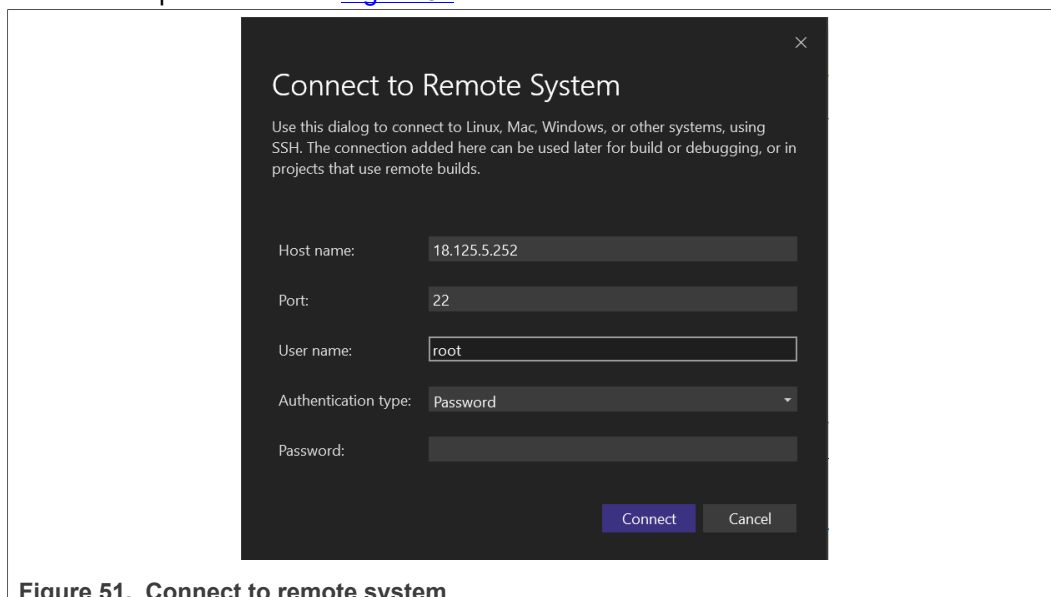 Connect to Remote System
Use this dialog to connect to Linux, Mac, Windows, or other systems, using
SSH. The connection added here can be used later for build or debugging, or in
projects that use remote builds.
Host name: 18.125.5.252
Port: 22
User name: root
Authentication type: Password
Password:
Connect Cancel
Figure 51. Connect to remote system